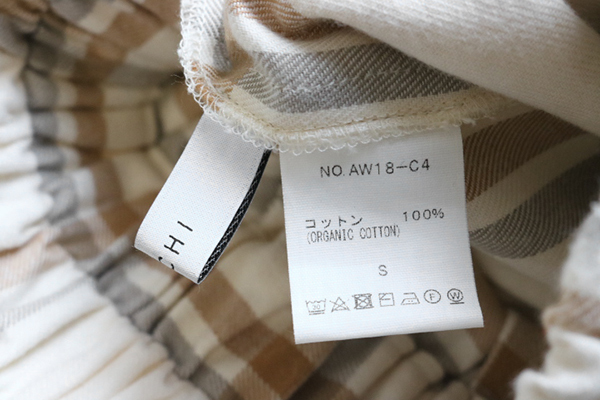 NO.AW18-C4
コットン 100%
(ORGANIC COTTON)
S